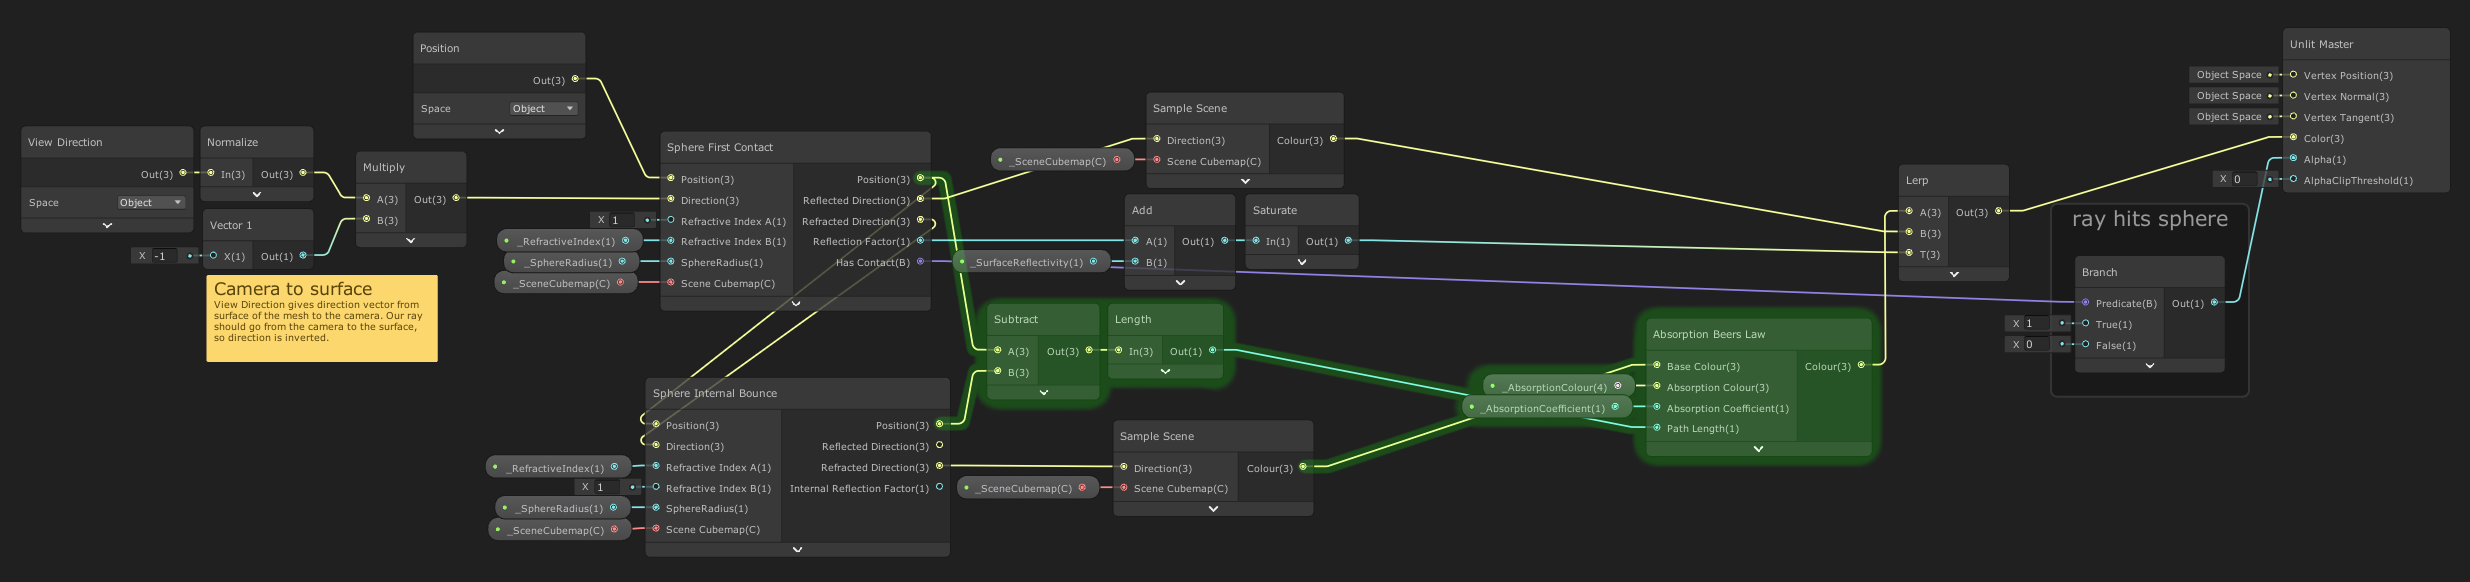 View Direction
Out(3)
Space
Object
Normalize
In(3)
Out(3)
Vector 1
X
-1
X(1)
Out(1)
Camera to surface
View Direction gives direction vector from
surface of the mesh to the camera. Our ray
should go from the camera to the surface,
so direction is inverted.
Multiply
A(3)
B(3)
Out(3)
Position
Out(3)
Space
Object
Sphere First Contact
Position(3)
Direction(3)
X
1
Refractive Index A(1)
_RefractiveIndex(1)
Refractive Index B(1)
_SphereRadius(1)
SphereRadius(1)
_SceneCubemap(C)
Scene Cubemap(C)
Position(3)
Reflected Direction(3)
Refracted Direction(3)
Reflection Factor(1)
Has Contact(B)
Sphere Internal Bounce
Position(3)
Direction(3)
_RefractiveIndex(1)
Refractive Index A(1)
X
1
Refractive Index B(1)
_SphereRadius(1)
SphereRadius(1)
_SceneCubemap(C)
Scene Cubemap(C)
Position(3)
Reflected Direction(3)
Refracted Direction(3)
Internal Reflection Factor(1)
Sample Scene
Direction(3)
_SceneCubemap(C)
Scene Cubemap(C)
Colour(3)
Add
A(1)
_SurfaceReflectivity(1)
B(1)
Out(1)
Saturate
In(1)
Out(1)
Subtract
A(3)
B(3)
Out(3)
Length
In(3)
Out(1)
Sample Scene
Direction(3)
_SceneCubemap(C)
Scene Cubemap(C)
Colour(3)
Absorption Beers Law
Base Colour(3)
_AbsorptionColour(4)
Absorption Colour(3)
_AbsorptionCoefficient(1)
Absorption Coefficient(1)
Path Length(1)
Colour(3)
Lerp
A(3)
B(3)
T(3)
Out(3)
ray hits sphere
Branch
Predicate(B)
X
1
True(1)
X
0
False(1)
Out(1)
Unlit Master
Object Space
Vertex Position(3)
Object Space
Vertex Normal(3)
Object Space
Vertex Tangent(3)
Color(3)
Alpha(1)
X
0
AlphaClipThreshold(1)